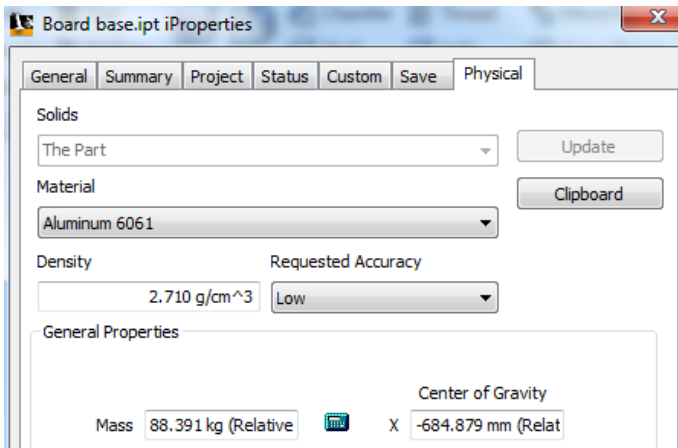 Board base.ipt iProperties
General Summary Project Status Custom Save Physical
Solids
The Part
Update
Material
Clipboard
Aluminum 6061
Density Requested Accuracy
2.710 g/cm^3 Low
General Properties
Center of Gravity
Mass 88.391 kg (Relative X -684.879 mm (Relat